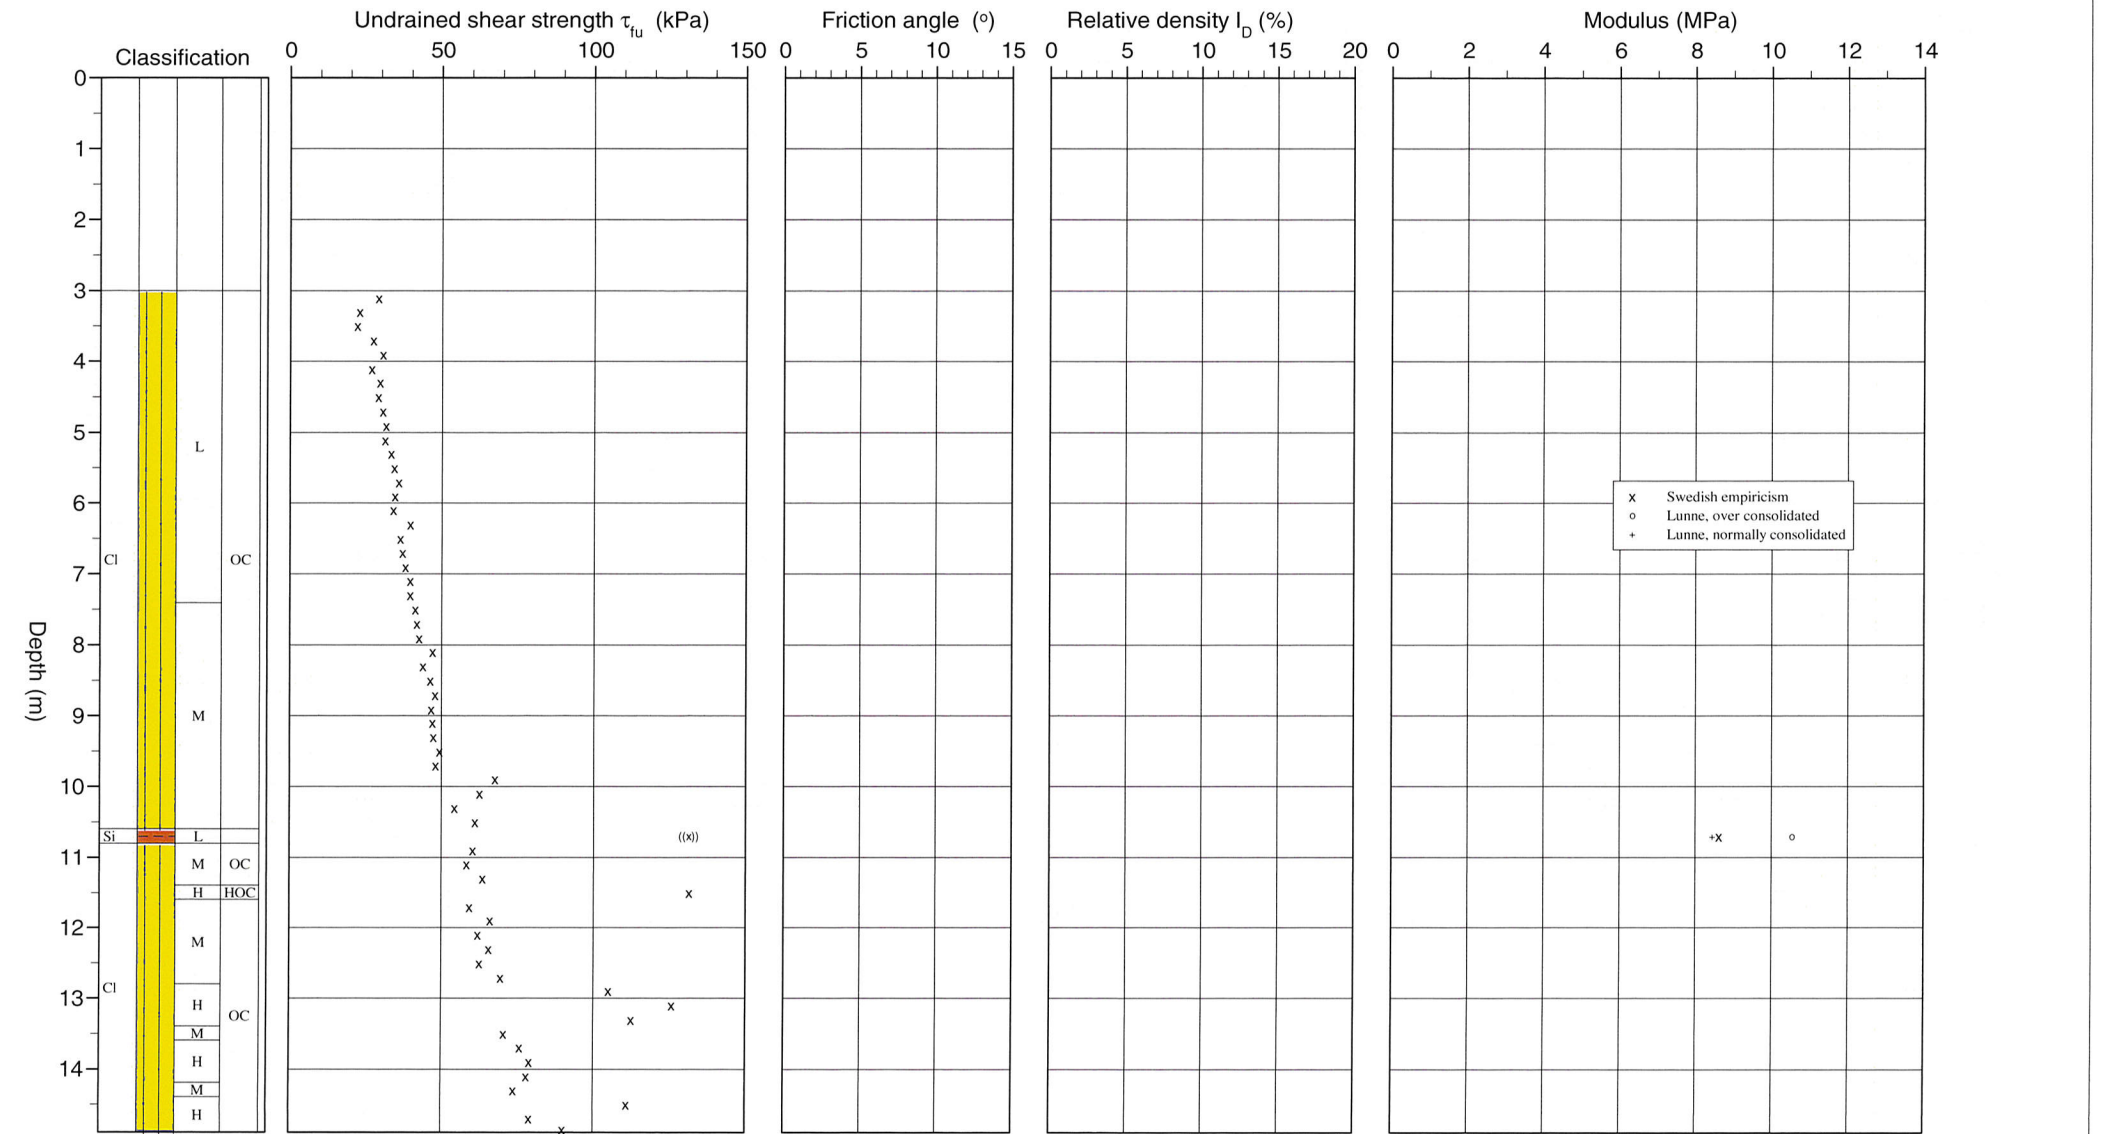 Undrained shear strength τfu (kPa) Friction angle (o) Relative density ID (%) Modulus (MPa)
Classification 0 50 100 150 0 5 10 15 0 5 10 15 20 0 2 4 6 8 10 12 14
0
1
2
3
4
5
L
6
x Swedish empiricism
o Lunne, over consolidated
+ Lunne, normally consolidated
Cl OC
7
8
Depth (m)
9 M
10
Si L ((x)) +x o
11 M OC
H HOC
12
M
Cl
13 H
OC
M
H
14
M
H